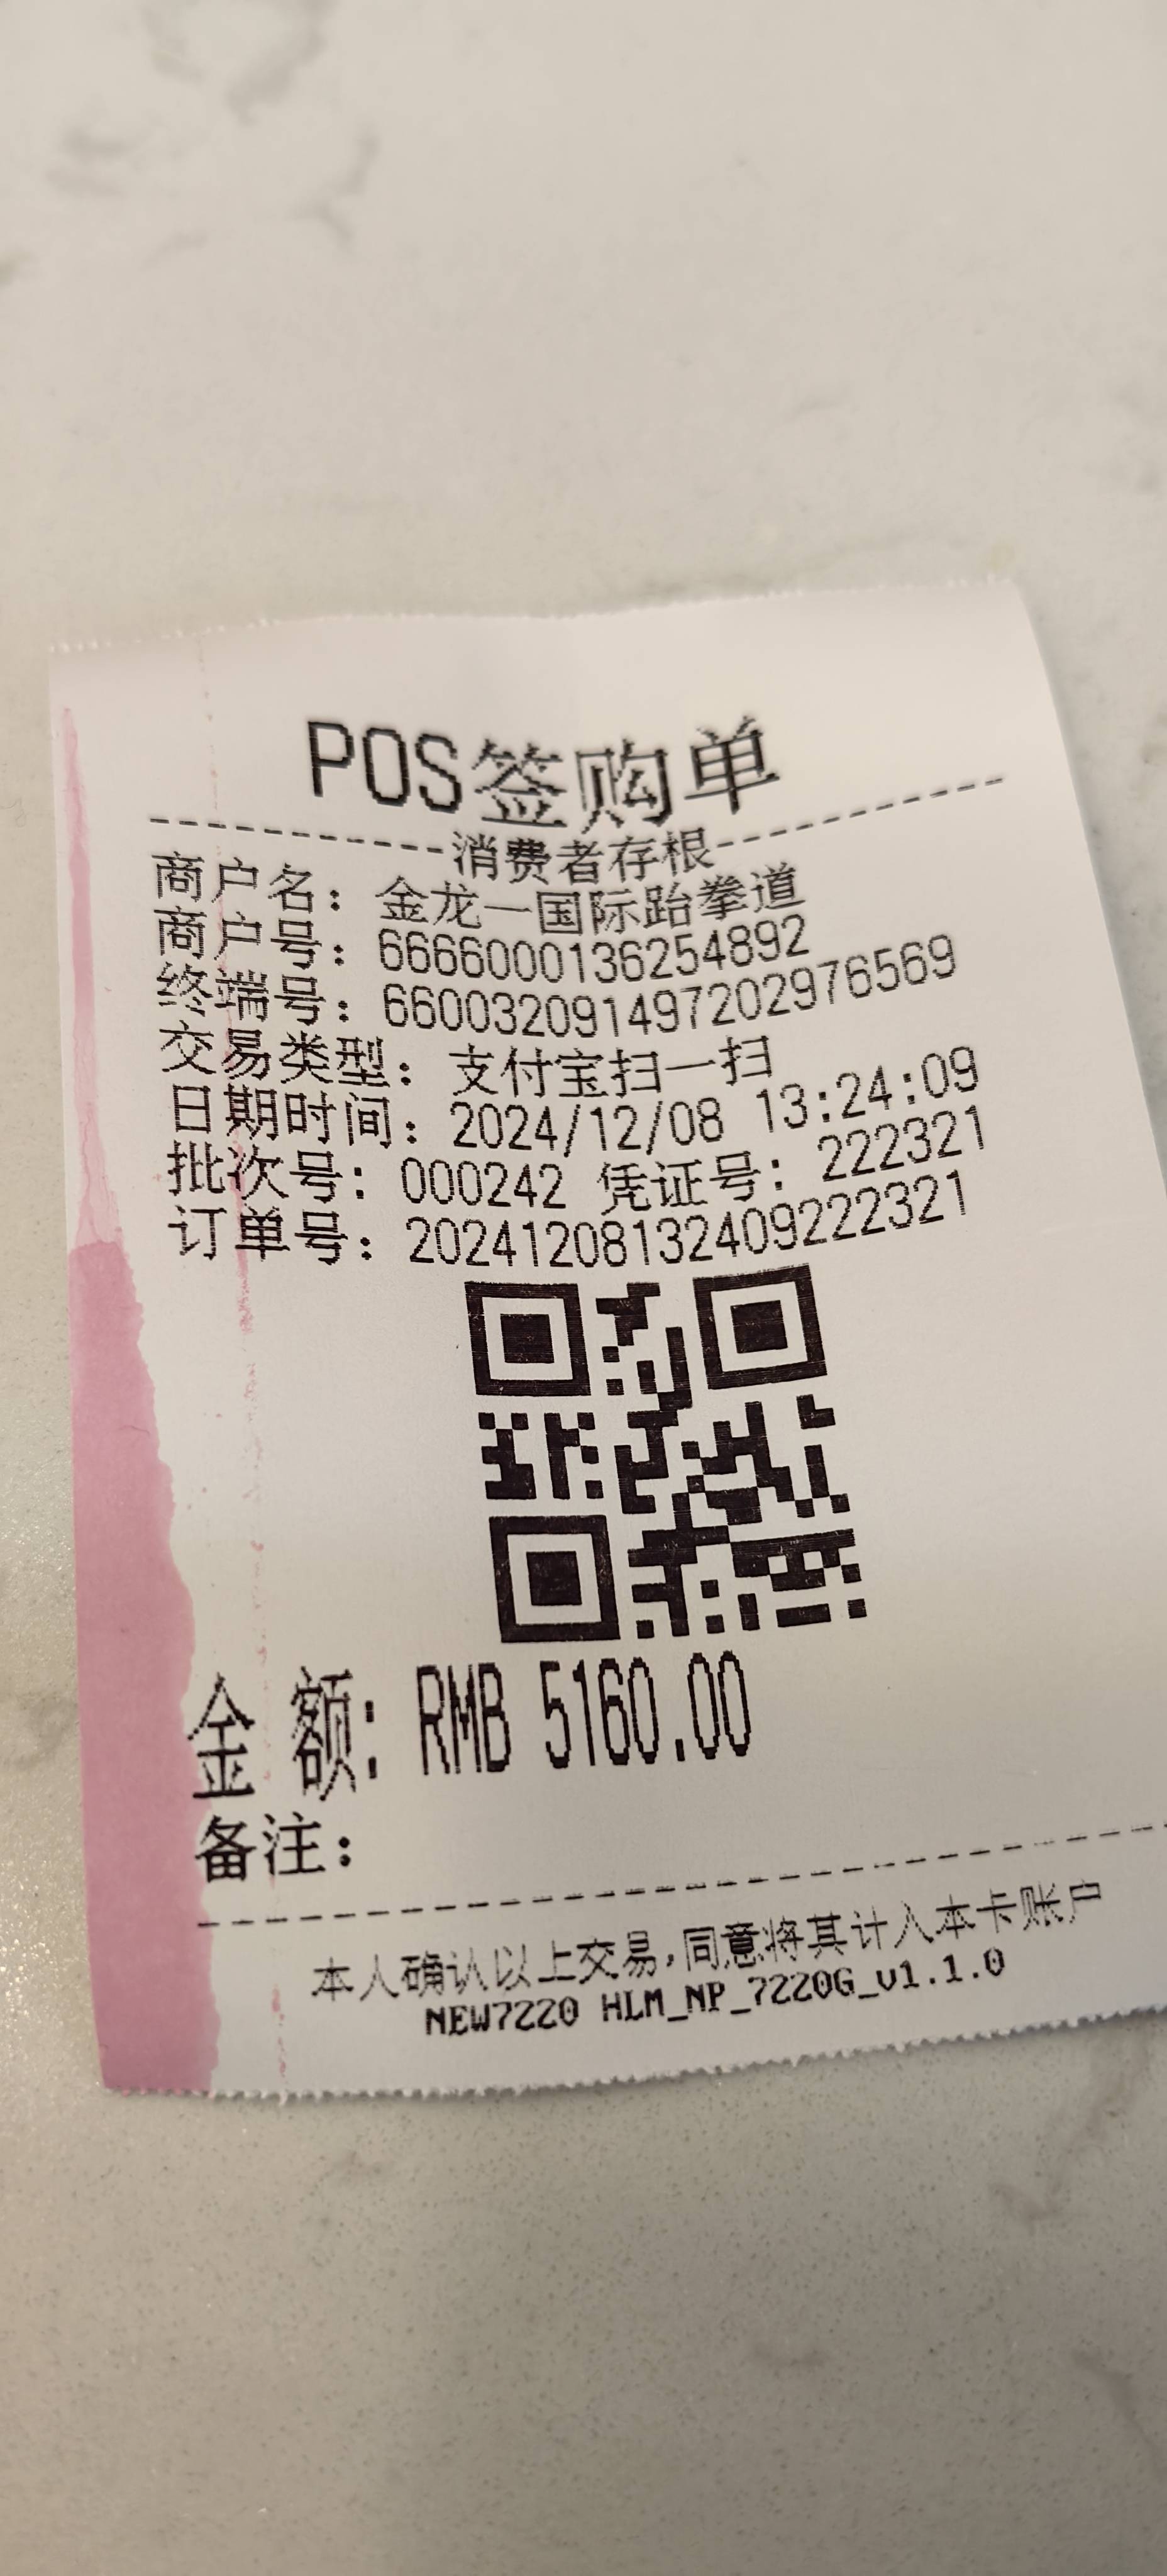 POS签购单
消费者存根
商户名：金龙一国际跆拳道
商户号：6666000136254892
终端号：660032091497202976569
交易类型：支付宝扫一扫
日期时间：2024/12/08 13:24:09
批次号：000242 凭证号：222321
订单号：20241208132409222321
金 额：RMB 5160.00
备注：
本人确认以上交易,同意将其计入本卡账户
NEW7220 HLM_NP_7220G_v1.1.0